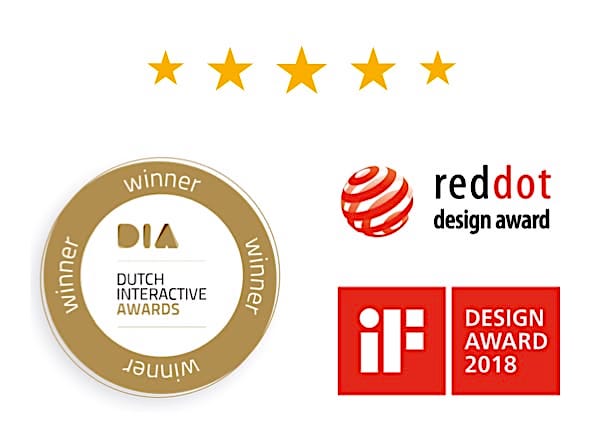 winner
winner
winner
winner
DIA
DUTCH
INTERACTIVE
AWARDS
reddot
design award
iF
DESIGN
AWARD
2018